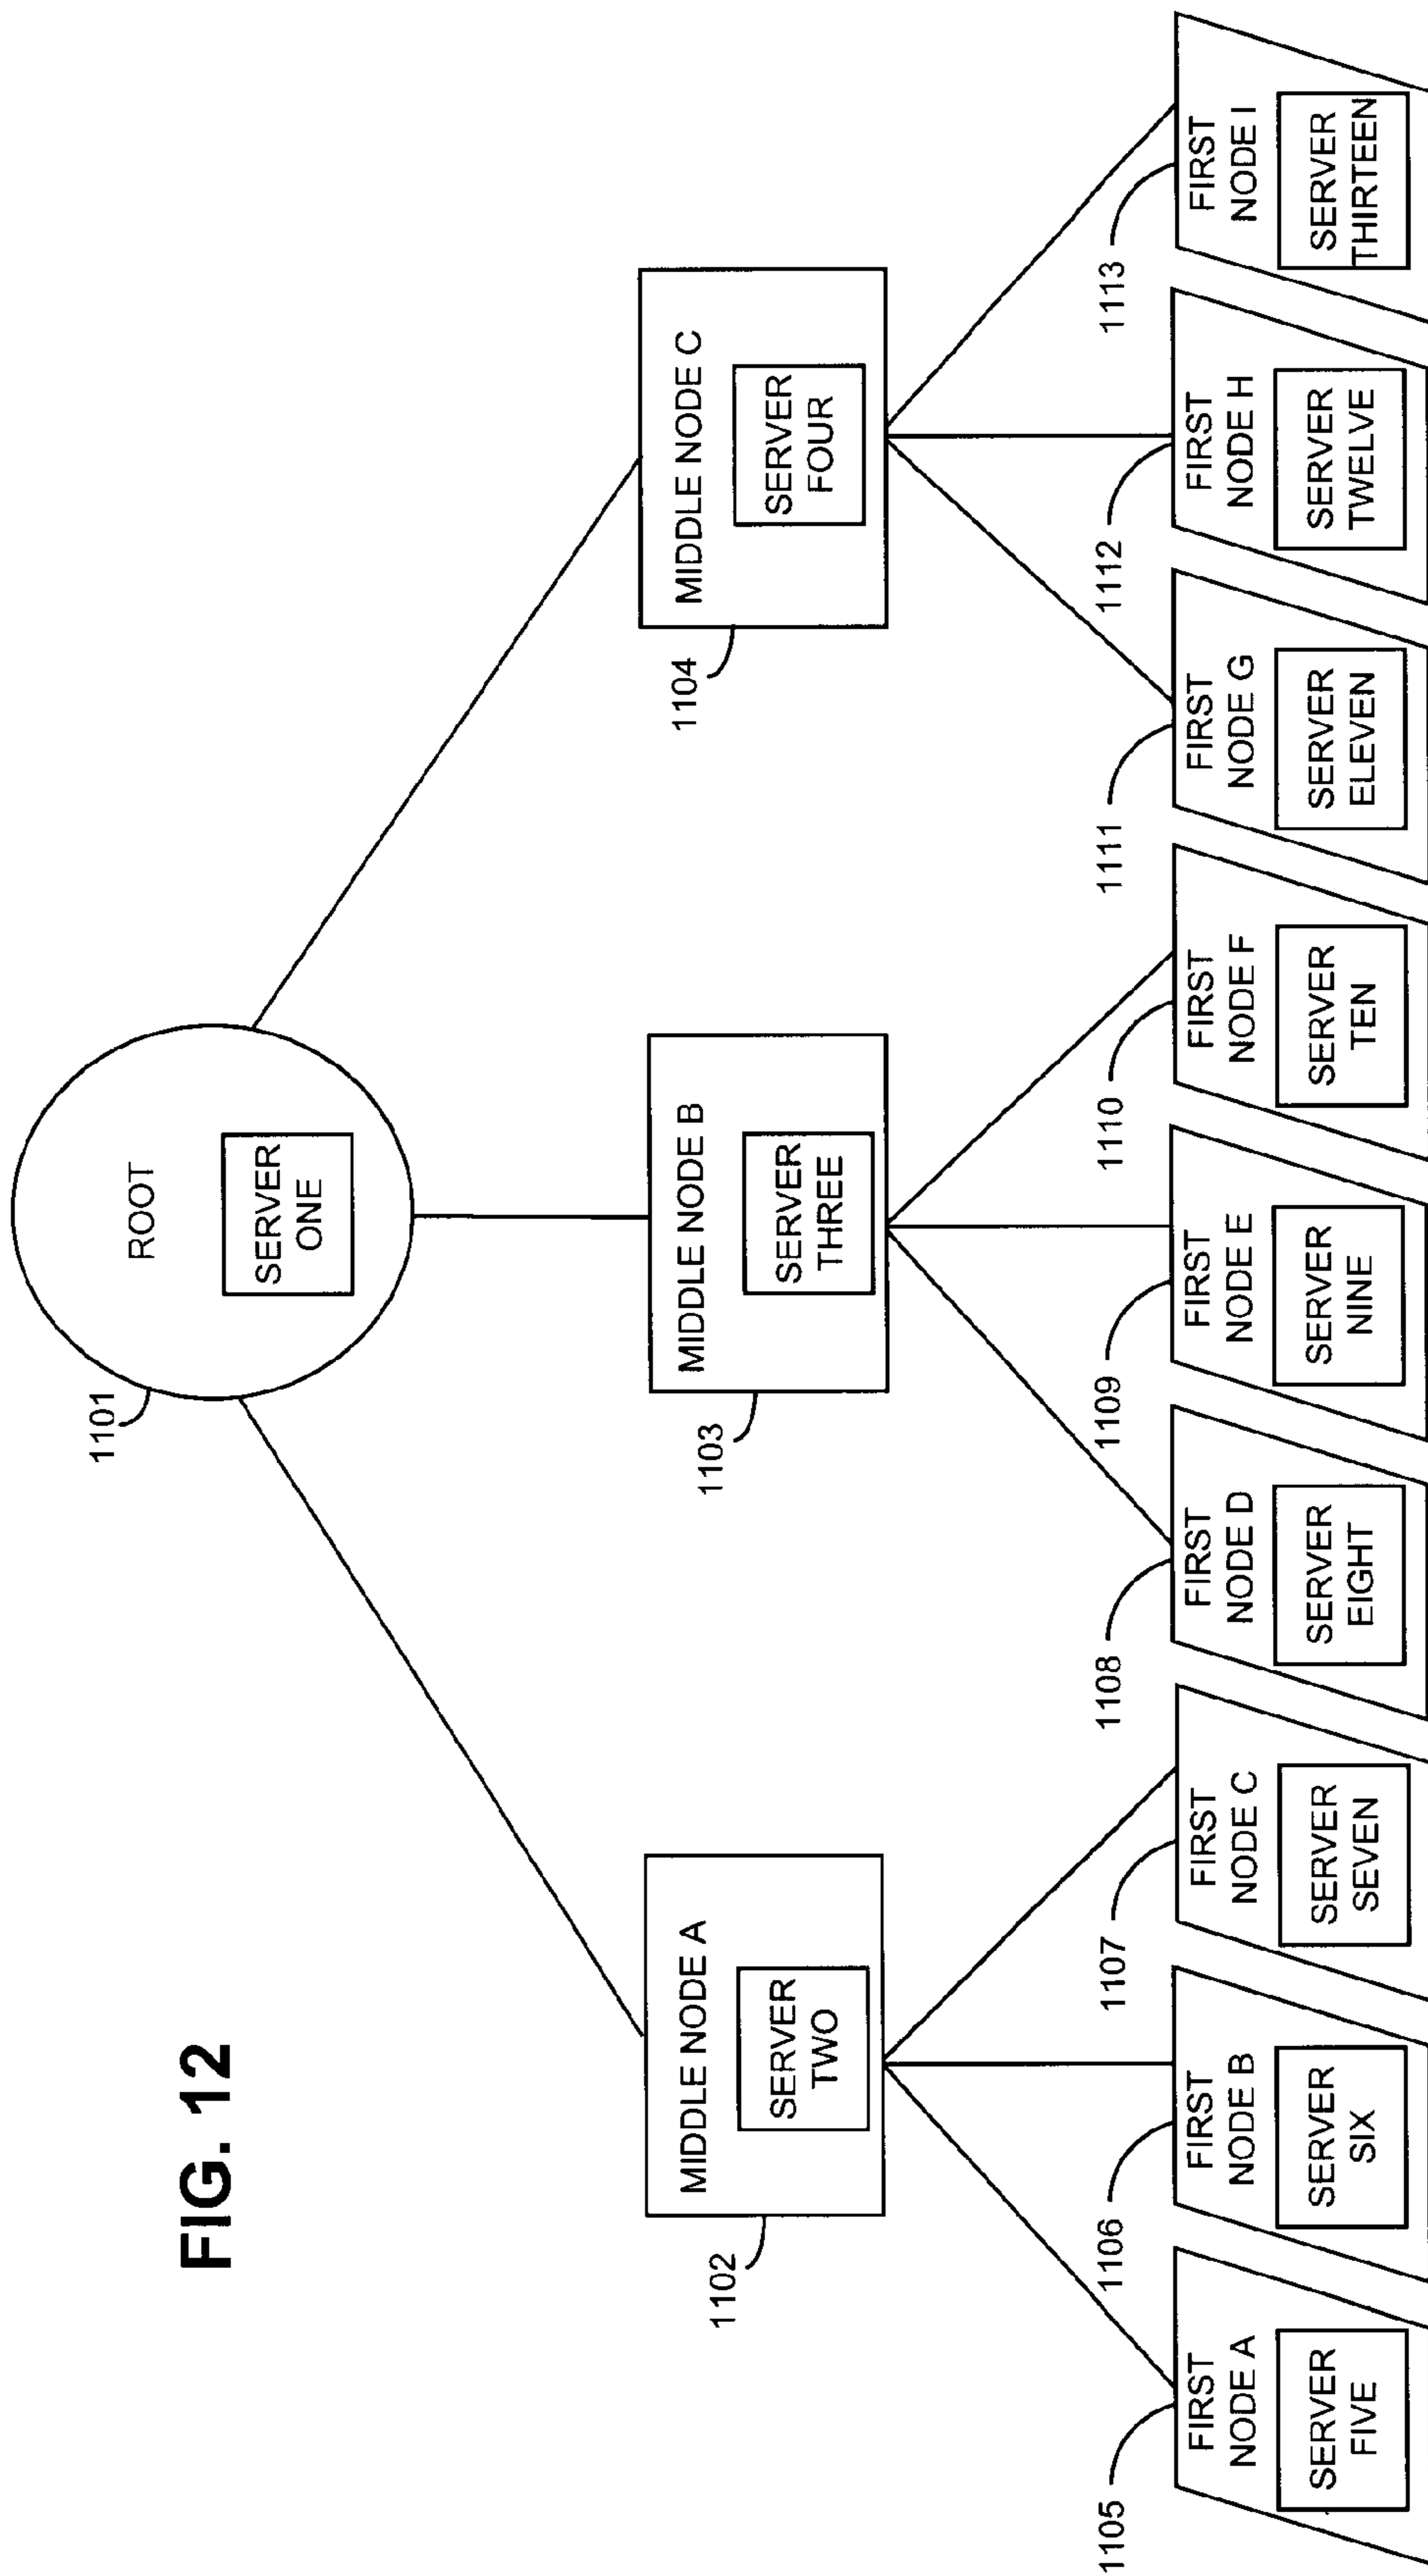 FIG. 12
1101
ROOT
SERVER
ONE
1102
MIDDLE NODE A
SERVER
TWO
1103
MIDDLE NODE B
SERVER
THREE
1104
MIDDLE NODE C
SERVER
FOUR
1105
FIRST
NODE A
SERVER
FIVE
1106
FIRST
NODE B
SERVER
SIX
1107
FIRST
NODE C
SERVER
SEVEN
1108
FIRST
NODE D
SERVER
EIGHT
1109
FIRST
NODE E
SERVER
NINE
1110
FIRST
NODE F
SERVER
TEN
1111
FIRST
NODE G
SERVER
ELEVEN
1112
FIRST
NODE H
SERVER
TWELVE
1113
FIRST
NODE I
SERVER
THIRTEEN